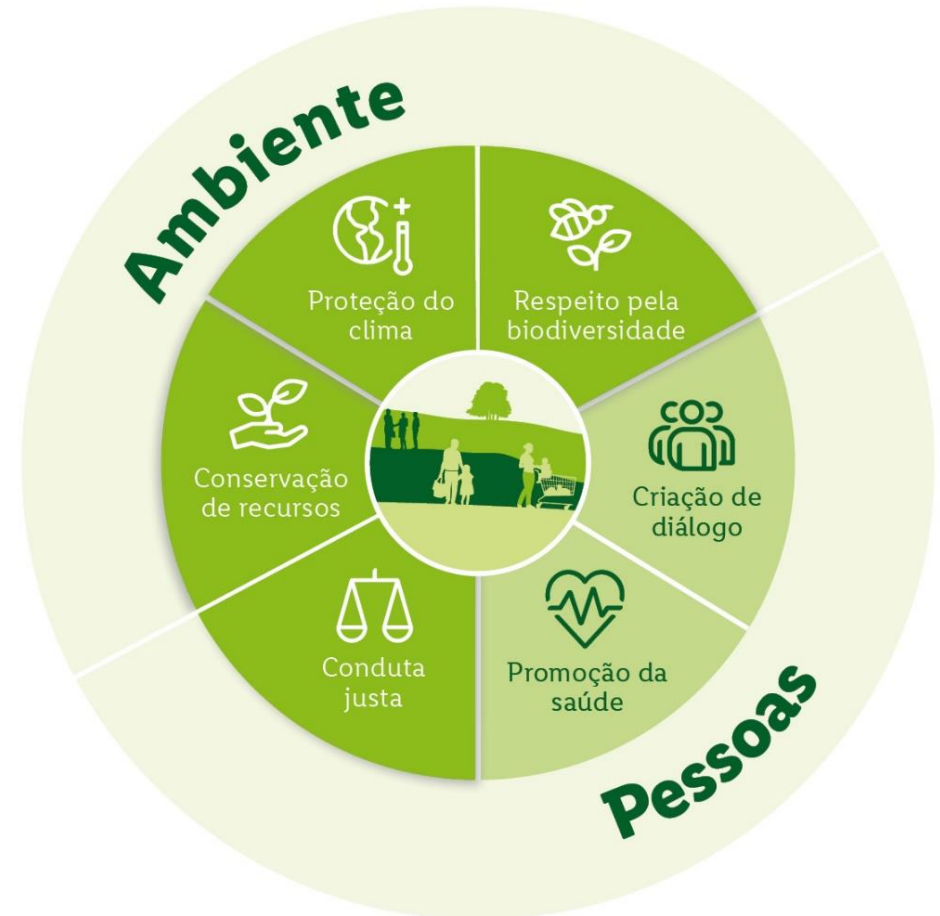 Ambiente
Proteção do
clima
Respeito pela
biodiversidade
Conservação
de recursos
Criação de
diálogo
Conduta
justa
Promoção da
saúde
Pessoas